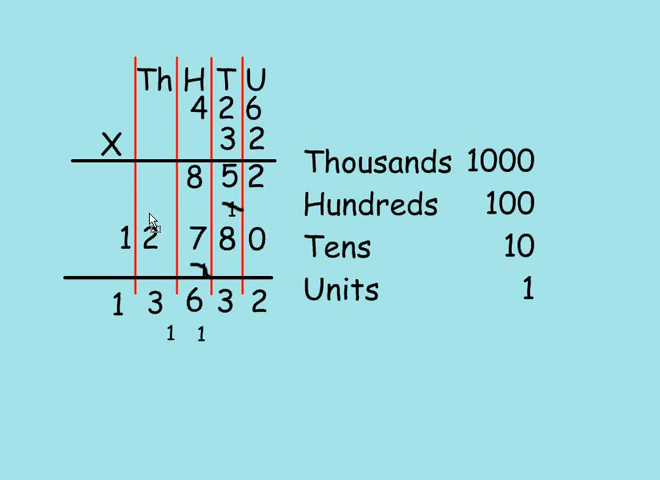 Th H T U
4 2 6
X 3 2
8 5 2
1
1 2 7 8 0
1
1 3 6 3 2
1 1
Thousands 1000
Hundreds 100
Tens 10
Units 1